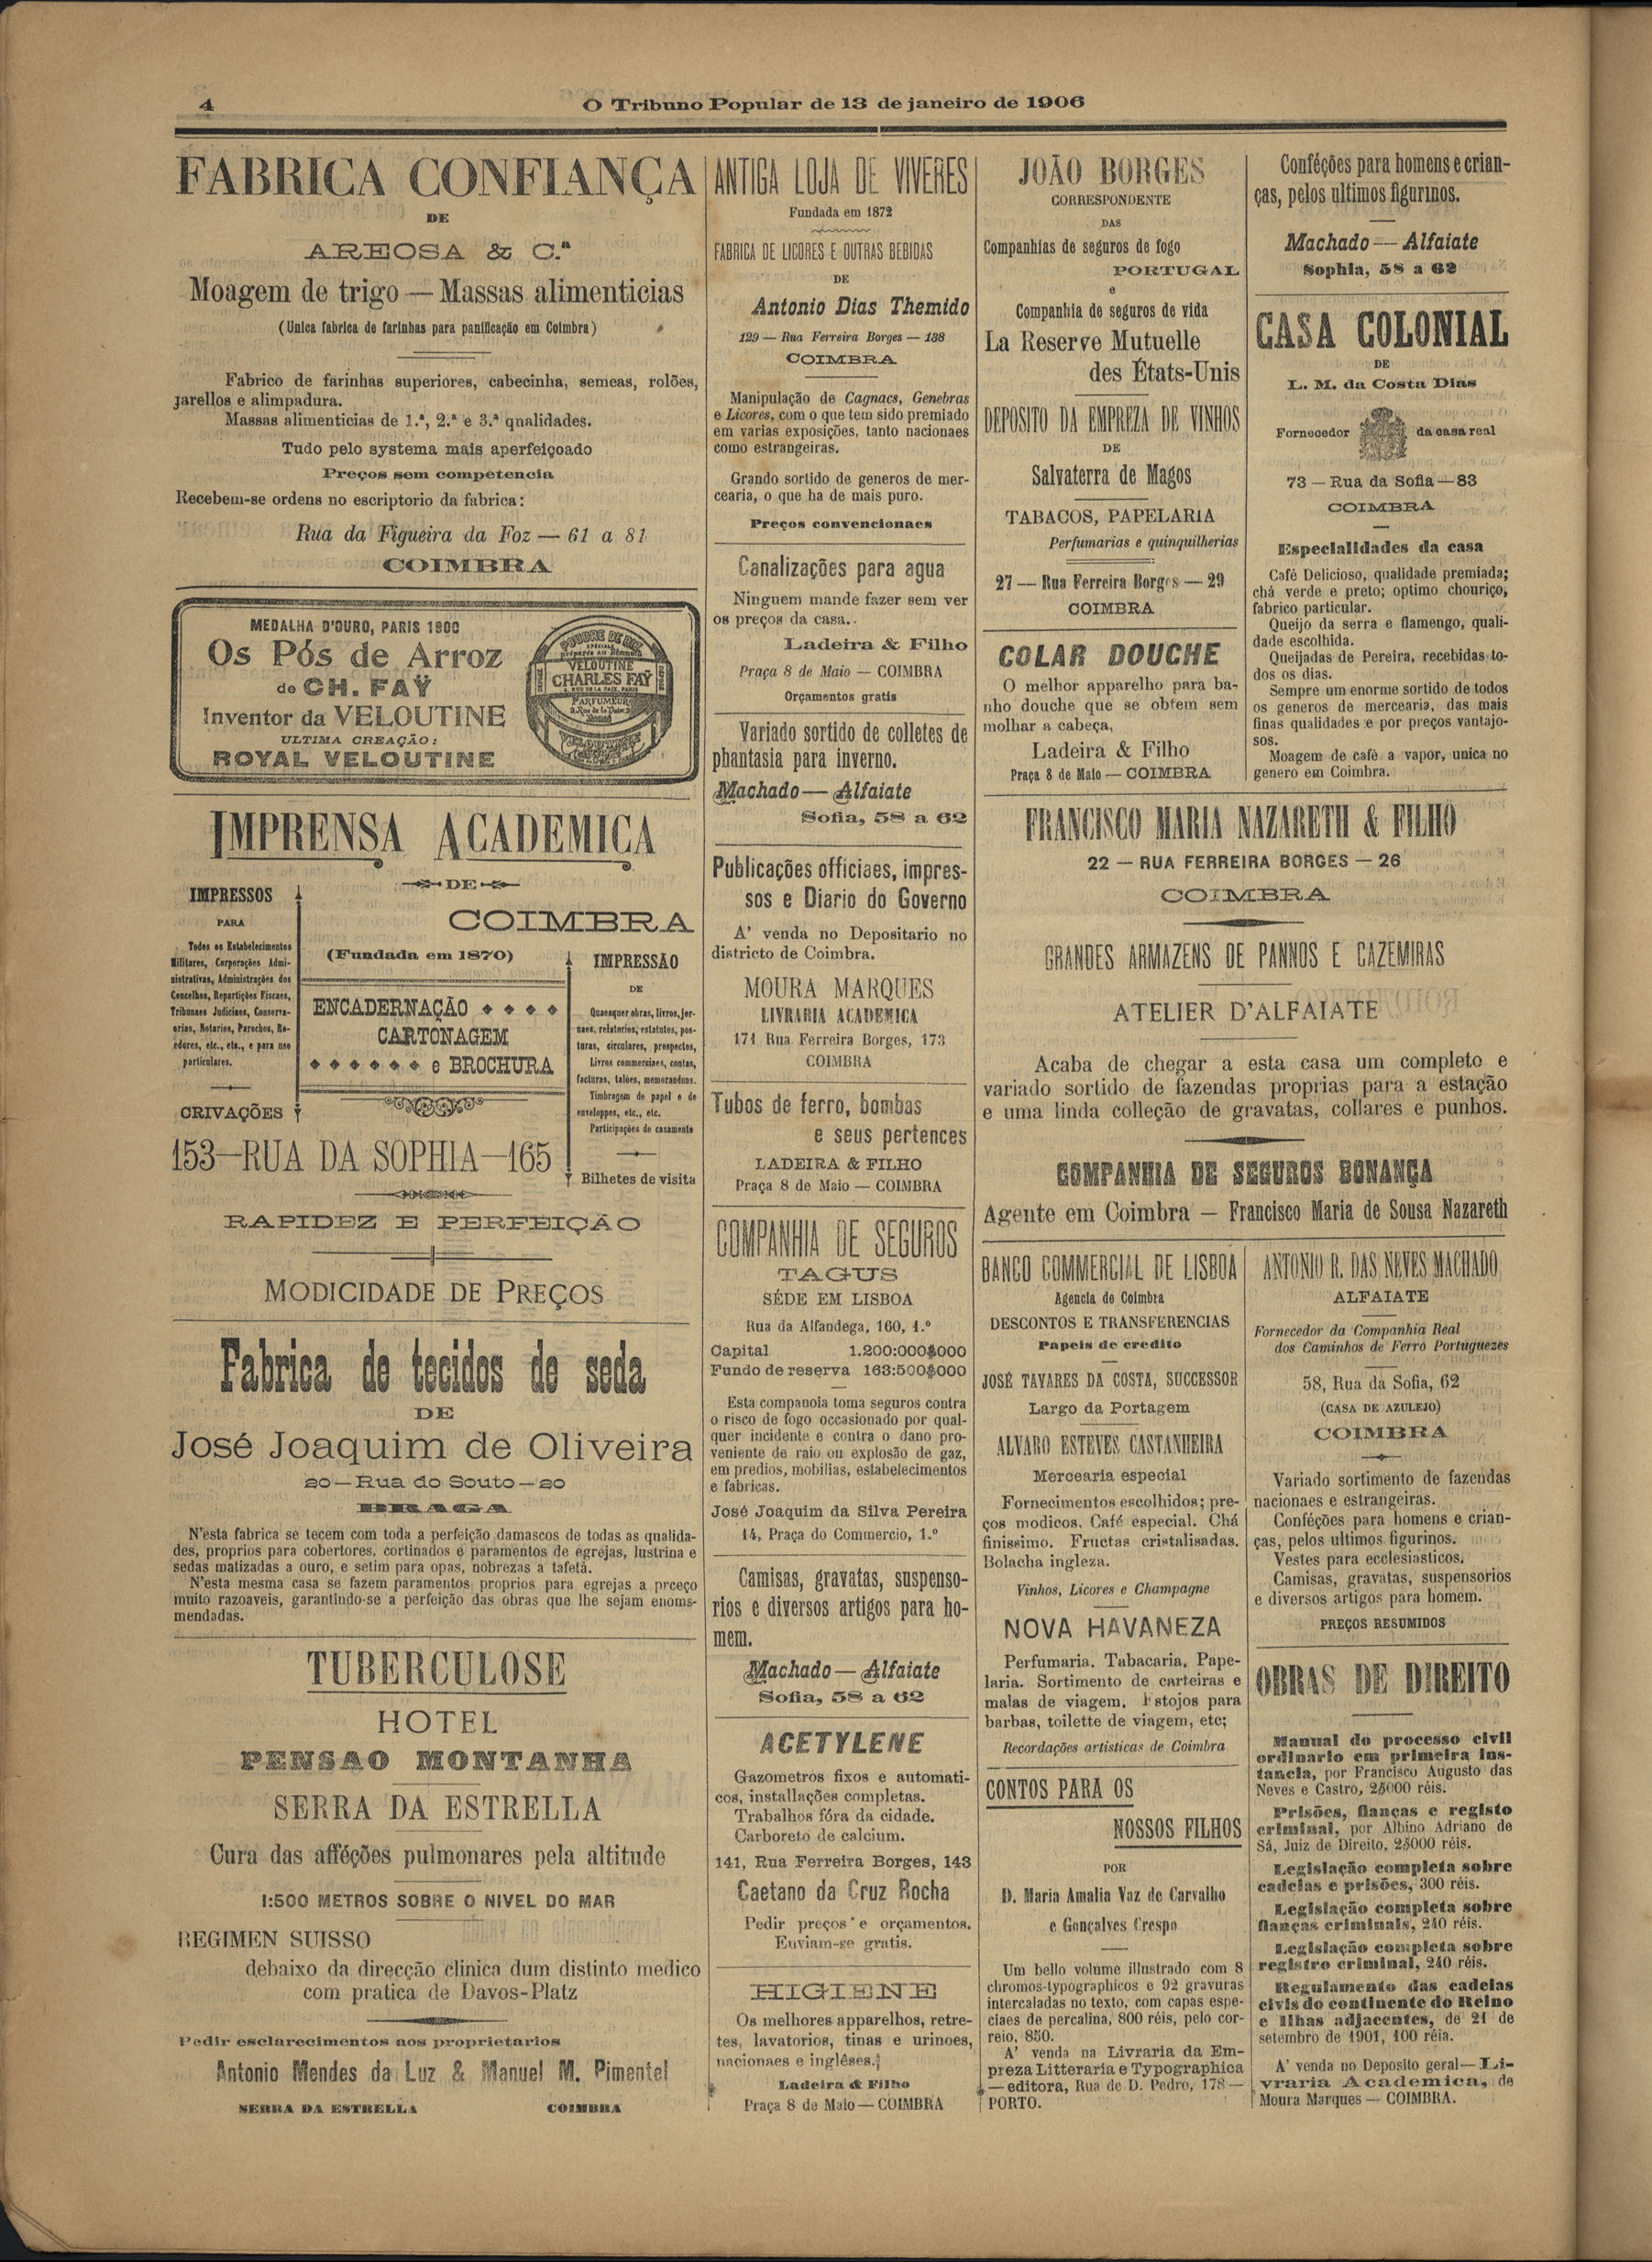 4
O Tribuno Popular de 13 de janeiro de 1906
FABRICA CONFIANÇA
DE
AREOSA & C.ª
Moagem de trigo — Massas alimenticias
(Unica fabrica de farinhas para panificação em Coimbra)
Fabrico de farinhas superiores, cabecinha, semeas, rolões,
jarellos e alimpadura.
Massas alimenticias de 1.ª, 2.ª e 3.ª qualidades.
Tudo pelo systema mais aperfeiçoado
Preços sem competencia
Recebem-se ordens no escriptorio da fabrica:
Rua da Figueira da Foz — 61 a 81
COIMBRA
MEDALHA D'OURO, PARIS 1900
Os Pós de Arroz
de CH. FAŸ
Inventor da VELOUTINE
ULTIMA CREAÇÃO:
ROYAL VELOUTINE
POUDRE DE RIZ
SPÉCIALE
préparée au Bismuth
VELOUTINE
CHARLES FAŸ
9, RUE DE LA PAIX, PARIS
PARFUMEUR
IMPRENSA ACADEMICA
DE
COIMBRA
(Fundada em 1870)
IMPRESSOS
PARA
Todos os Estabelecimentos
Militares, Corporações Admi-
nistrativas, Administrações dos
Concelhos, Repartições Fiscaes,
Tribunaes Judiciaes, Conserva-
orias, Notarios, Parochos, Re-
edores, etc., etc., e para uso
particulares.
CRIVAÇÕES
ENCADERNAÇÃO
CARTONAGEM
e BROCHURA
IMPRESSÃO
DE
Quaesquer obras, livros, jor-
naes, relatorios, estatutos, pos-
turas, circulares, prospectos,
Livros commerciaes, contas,
facturas, talões, memoranduns.
Timbragem de papel e de
enveloppes, etc., etc.
Participações de casamento
Bilhetes de visita
153—RUA DA SOPHIA—165
RAPIDEZ E PERFEIÇÃO
MODICIDADE DE PREÇOS
Fabrica de tecidos de seda
DE
José Joaquim de Oliveira
20—Rua do Souto—20
BRAGA
N'esta fabrica se tecem com toda a perfeição damascos de todas as qualida-
des, proprios para cobertores, cortinados e paramentos de egrejas, lustrina e
sedas matizadas a ouro, e setim para opas, nobrezas a tafetá.
N'esta mesma casa se fazem paramentos proprios para egrejas a prceço
muito razoaveis, garantindo-se a perfeição das obras que lhe sejam enoms-
mendadas.
TUBERCULOSE
HOTEL
PENSAO MONTANHA
SERRA DA ESTRELLA
Cura das afféções pulmonares pela altitude
1:500 METROS SOBRE O NIVEL DO MAR
REGIMEN SUISSO
debaixo da direcção clinica dum distinto medico
com pratica de Davos-Platz
Pedir esclarecimentos aos proprietarios
Antonio Mendes da Luz & Manuel M. Pimentel
SERRA DA ESTRELLA COIMBRA
ANTIGA LOJA DE VIVERES
Fundada em 1872
FABRICA DE LICORES E OUTRAS BEBIDAS
DE
Antonio Dias Themido
129 — Rua Ferreira Borges — 138
COIMBRA
Manipulação de Cagnacs, Genebras
e Licores, com o que tem sido premiado
em varias exposições, tanto nacionaes
como estrangeiras.
Grando sortido de generos de mer-
cearia, o que ha de mais puro.
Preços convencionaes
Canalizações para agua
Ninguem mande fazer sem ver
os preços da casa..
Ladeira & Filho
Praça 8 de Maio — COIMBRA
Orçamentos gratis
Variado sortido de colletes de
phantasia para inverno.
Machado — Alfaiate
Sofia, 58 a 62
Publicações officiaes, impres-
sos e Diario do Governo
A' venda no Depositario no
districto de Coimbra.
MOURA MARQUES
LIVRARIA ACADEMICA
171 Rua Ferreira Borges, 173
COIMBRA
Tubos de ferro, bombas
e seus pertences
LADEIRA & FILHO
Praça 8 de Maio — COIMBRA
COMPANHIA DE SEGUROS
TAGUS
SÉDE EM LISBOA
Rua da Alfandega, 160, 1.º
Capital 1.200:000$000
Fundo de reserva 163:500$000
Esta companoia toma seguros contra
o risco de fogo occasionado por qual-
quer incidente e contra o dano pro-
veniente de raio ou explosão de gaz,
em predios, mobilias, estabelecimentos
e fabricas.
José Joaquim da Silva Pereira
14, Praça do Commercio, 1.º
Camisas, gravatas, suspenso-
rios e diversos artigos para ho-
mem.
Machado — Alfaiate
Sofia, 58 a 62
ACETYLENE
Gazometros fixos e automati-
cos, installações completas.
Trabalhos fóra da cidade.
Carboreto de calcium.
141, Rua Ferreira Borges, 143
Caetano da Cruz Rocha
Pedir preços e orçamentos.
Euviam-se gratis.
HIGIENE
Os melhores apparelhos, retre-
tes, lavatorios, tinas e urinoes,
nacionaes e inglêses.
Ladeira & Filho
Praça 8 de Maio — COIMBRA
JOÃO BORGES
CORRESPONDENTE
DAS
Companhias de seguros de fogo
PORTUGAL
e
Companhia de seguros de vida
La Reserve Mutuelle
des États-Unis
DEPOSITO DA EMPREZA DE VINHOS
DE
Salvaterra de Magos
TABACOS, PAPELARIA
Perfumarias e quinquilherias
27 — Rua Ferreira Borges — 29
COIMBRA
COLAR DOUCHE
O melhor apparelho para ba-
nho douche que se obtem sem
molhar a cabeça,
Ladeira & Filho
Praça 8 de Maio — COIMBRA
Conféções para homens e crian-
ças, pelos ultimos figurinos.
Machado — Alfaiate
Sophia, 58 a 62
CASA COLONIAL
DE
L. M. da Costa Dias
Fornecedor da casa real
73 — Rua da Sofia — 83
COIMBRA
Especialidades da casa
Café Delicioso, qualidade premiada;
chá verde e preto; optimo chouriço,
fabrico particular.
Queijo da serra e flamengo, quali-
dade escolhida.
Queijadas de Pereira, recebidas to-
dos os dias.
Sempre um enorme sortido de todos
os generos de mercearia, das mais
finas qualidades e por preços vantajo-
sos.
Moagem de café a vapor, unica no
genero em Coimbra.
FRANCISCO MARIA NAZARETH & FILHO
22 — RUA FERREIRA BORGES — 26
COIMBRA
GRANDES ARMAZENS DE PANNOS E CAZEMIRAS
ATELIER D'ALFAIATE
Acaba de chegar a esta casa um completo e
variado sortido de fazendas proprias para a estação
e uma linda colleção de gravatas, collares e punhos.
COMPANHIA DE SEGUROS BONANÇA
Agente em Coimbra — Francisco Maria de Sousa Nazareth
BANCO COMMERCIAL DE LISBOA
Agencia de Coimbra
DESCONTOS E TRANSFERENCIAS
Papeis de credito
JOSÉ TAVARES DA COSTA, SUCCESSOR
Largo da Portagem
ALVARO ESTEVES CASTANHEIRA
Mercearia especial
Fornecimentos escolhidos; pre-
ços modicos. Café especial. Chá
finissimo. Fructas cristalisadas.
Bolacha ingleza.
Vinhos, Licores e Champagne
NOVA HAVANEZA
Perfumaria. Tabacaria, Pape-
laria. Sortimento de carteiras e
malas de viagem, Estojos para
barbas, toilette de viagem, etc;
Recordações artisticas de Coimbra
CONTOS PARA OS
NOSSOS FILHOS
POR
D. Maria Amalia Vaz de Carvalho
e Gonçalves Crespo
Um bello volume illustrado com 8
chromos-typographicos e 92 gravuras
intercaladas no texto, com capas espe-
ciaes de percalina, 800 réis, pelo cor-
reio, 850.
A' venda na Livraria da Em-
preza Litteraria e Typographica
— editora, Rua de D. Pedro, 178 —
PORTO.
ANTONIO R. DAS NEVES MACHADO
ALFAIATE
Fornecedor da Companhia Real
dos Caminhos de Ferro Portuguezes
58, Rua da Sofia, 62
(CASA DE AZULEJO)
COIMBRA
Variado sortimento de fazendas
nacionaes e estrangeiras.
Conféções para homens e crian-
ças, pelos ultimos figurinos.
Vestes para ecclesiasticos.
Camisas, gravatas, suspensorios
e diversos artigos para homem.
PREÇOS RESUMIDOS
OBRAS DE DIREITO
Manual do processo civil
ordinario em primeira ins-
tancia, por Francisco Augusto das
Neves e Castro, 2$000 réis.
Prisões, fianças e registo
criminal, por Albino Adriano de
Sá, Juiz de Direito, 2$000 réis.
Legislação completa sobre
cadeias e prisões, 300 réis.
Legislação completa sobre
fianças criminais, 240 réis.
Legislação completa sobre
registro criminal, 240 réis.
Regulamento das cadeias
civis do continente do Reino
e ilhas adjacentes, de 21 de
setembro de 1901, 100 réia.
A' venda no Deposito geral — Li-
vraria Academica, de
Moura Marques — COIMBRA.